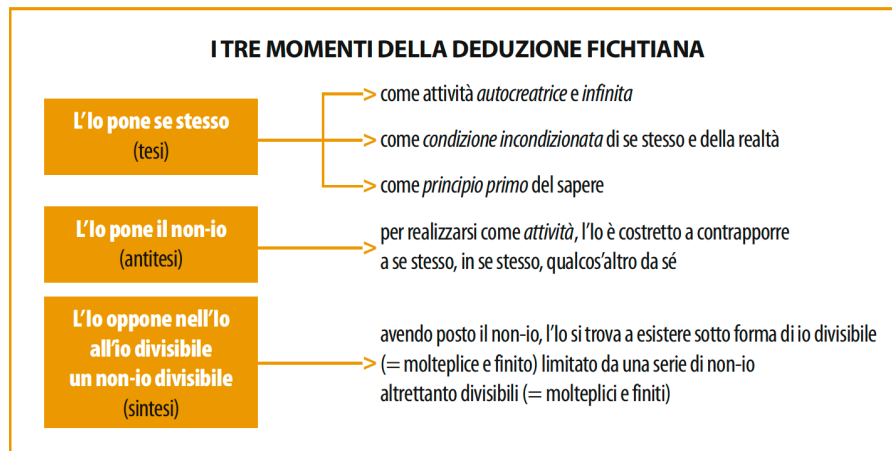 I TRE MOMENTI DELLA DEDUZIONE FICHTIANA
L'Io pone se stesso
(tesi)
> come attività autocreatrice e infinita
> come condizione incondizionata di se stesso e della realtà
> come principio primo del sapere
L'Io pone il non-io
(antitesi)
> per realizzarsi come attività, l'Io è costretto a contrapporre
a se stesso, in se stesso, qualcos'altro da sé
L'Io oppone nell'Io
all'io divisibile
un non-io divisibile
(sintesi)
avendo posto il non-io, l'Io si trova a esistere sotto forma di io divisibile
> (= molteplice e finito) limitato da una serie di non-io
altrettanto divisibili (= molteplici e finiti)